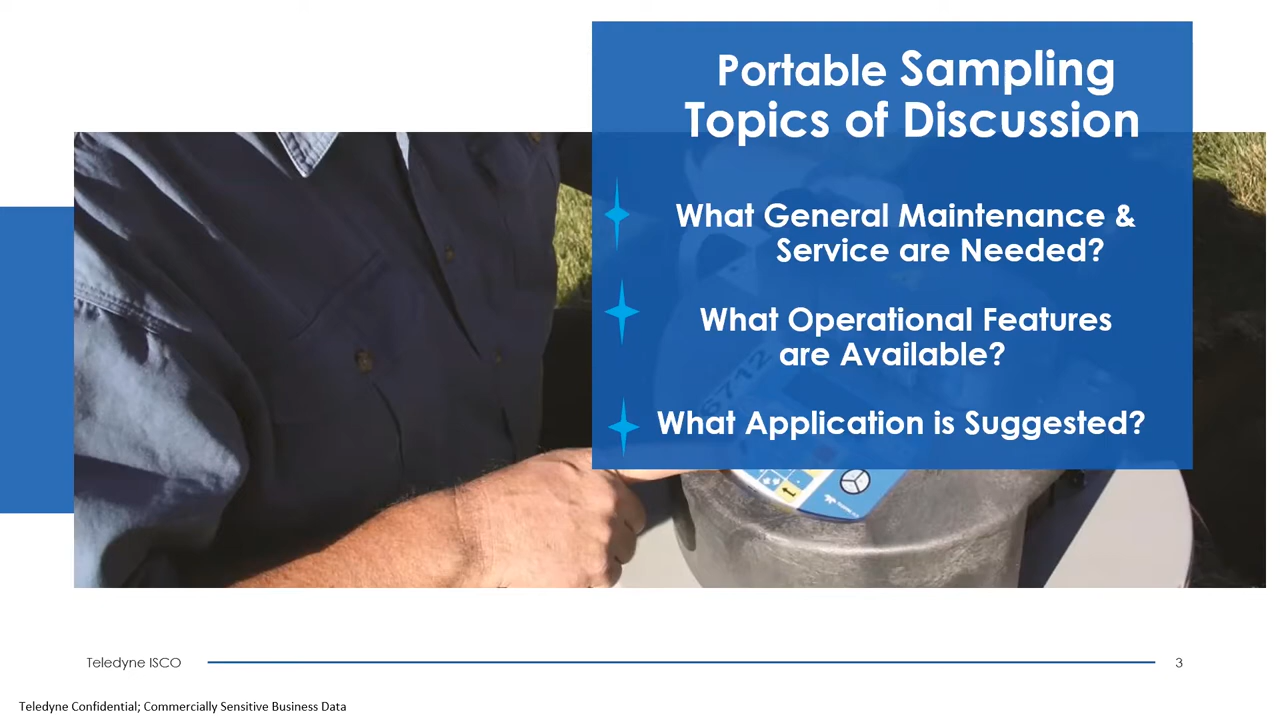 Portable Sampling
Topics of Discussion
What General Maintenance &
Service are Needed?
What Operational Features
are Available?
What Application is Suggested?
6712
Teledyne ISCO
3
Teledyne Confidential; Commercially Sensitive Business Data